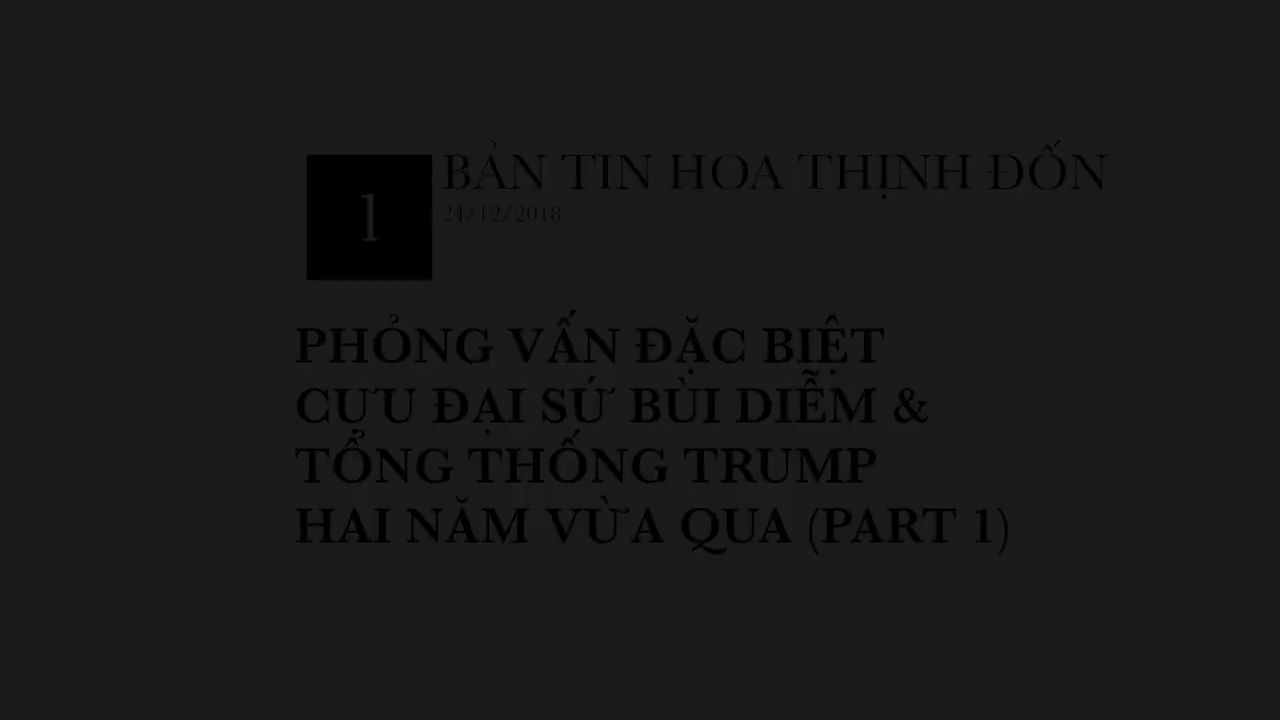 1
BẢN TIN HOA THỊNH ĐỐN
21/12/2018
PHỎNG VẤN ĐẶC BIỆT
CỰU ĐẠI SỨ BÙI DIỄM &
TỔNG THỐNG TRUMP
HAI NĂM VỪA QUA (PART 1)